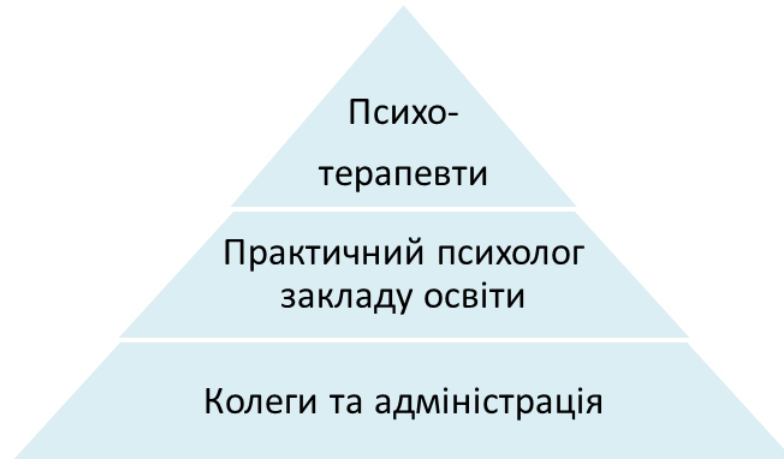 Психо-
терапевти
Практичний психолог
закладу освіти
Колеги та адміністрація